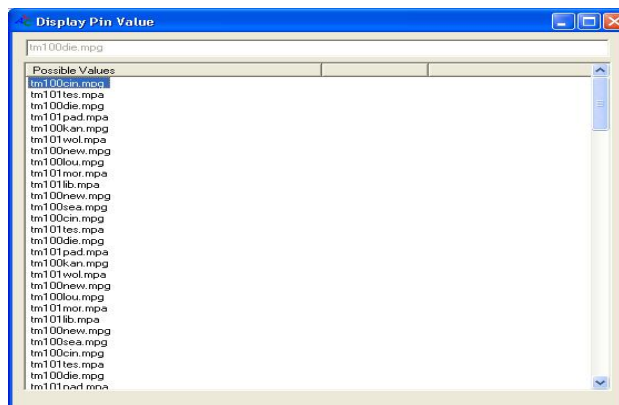 Display Pin Value
tm100die.mpg
Possible Values
tm100cin.mpg
tm101tes.mpa
tm100die.mpg
tm101pad.mpa
tm100kan.mpg
tm101wol.mpa
tm100new.mpg
tm100lou.mpg
tm101mor.mpa
tm101lib.mpa
tm100new.mpg
tm100sea.mpg
tm100cin.mpg
tm101tes.mpa
tm100die.mpg
tm101pad.mpa
tm100kan.mpg
tm101wol.mpa
tm100new.mpg
tm100lou.mpg
tm101mor.mpa
tm101lib.mpa
tm100new.mpg
tm100sea.mpg
tm100cin.mpg
tm101tes.mpa
tm100die.mpg
tm101pad.mpa